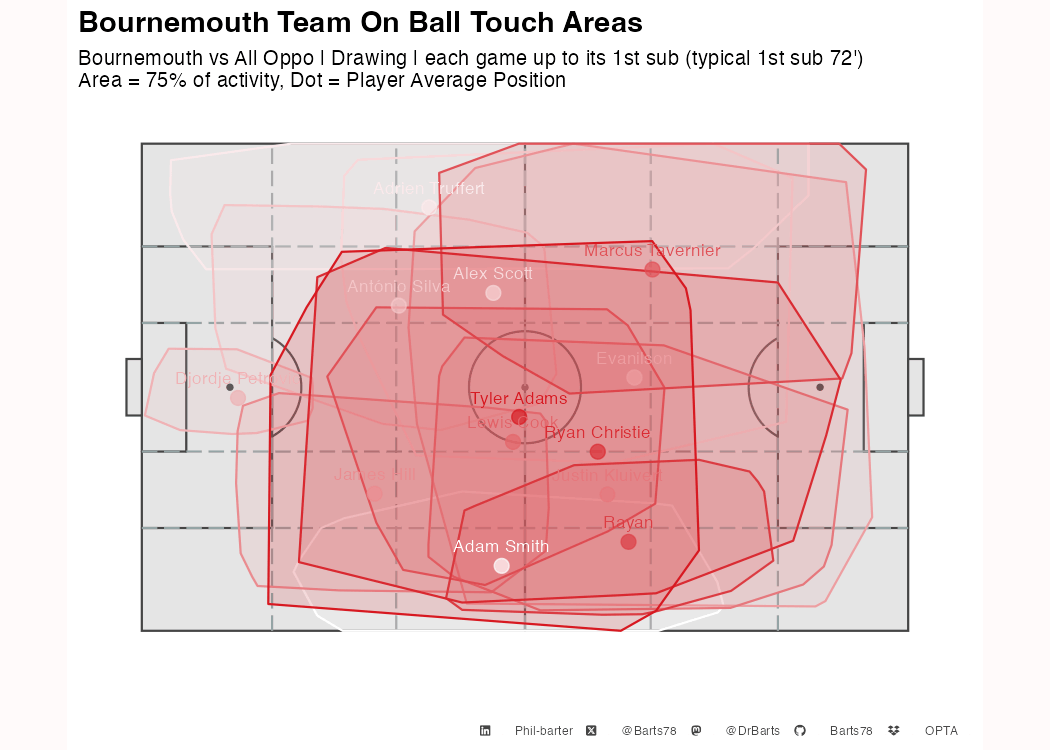 Bournemouth Team On Ball Touch Areas
Bournemouth vs All Oppo | Drawing | each game up to its 1st sub (typical 1st sub 72')
Area = 75% of activity, Dot = Player Average Position
Adrien Truffert
Marcus Tavernier
Alex Scott
António Silva
Evanilson
Djordje Petro
Tyler Adams
Lewis Cook
Ryan Christie
James Hill
Justin Kluivert
Rayan
Adam Smith
Phil-barter @Barts78 @DrBarts Barts78 OPTA